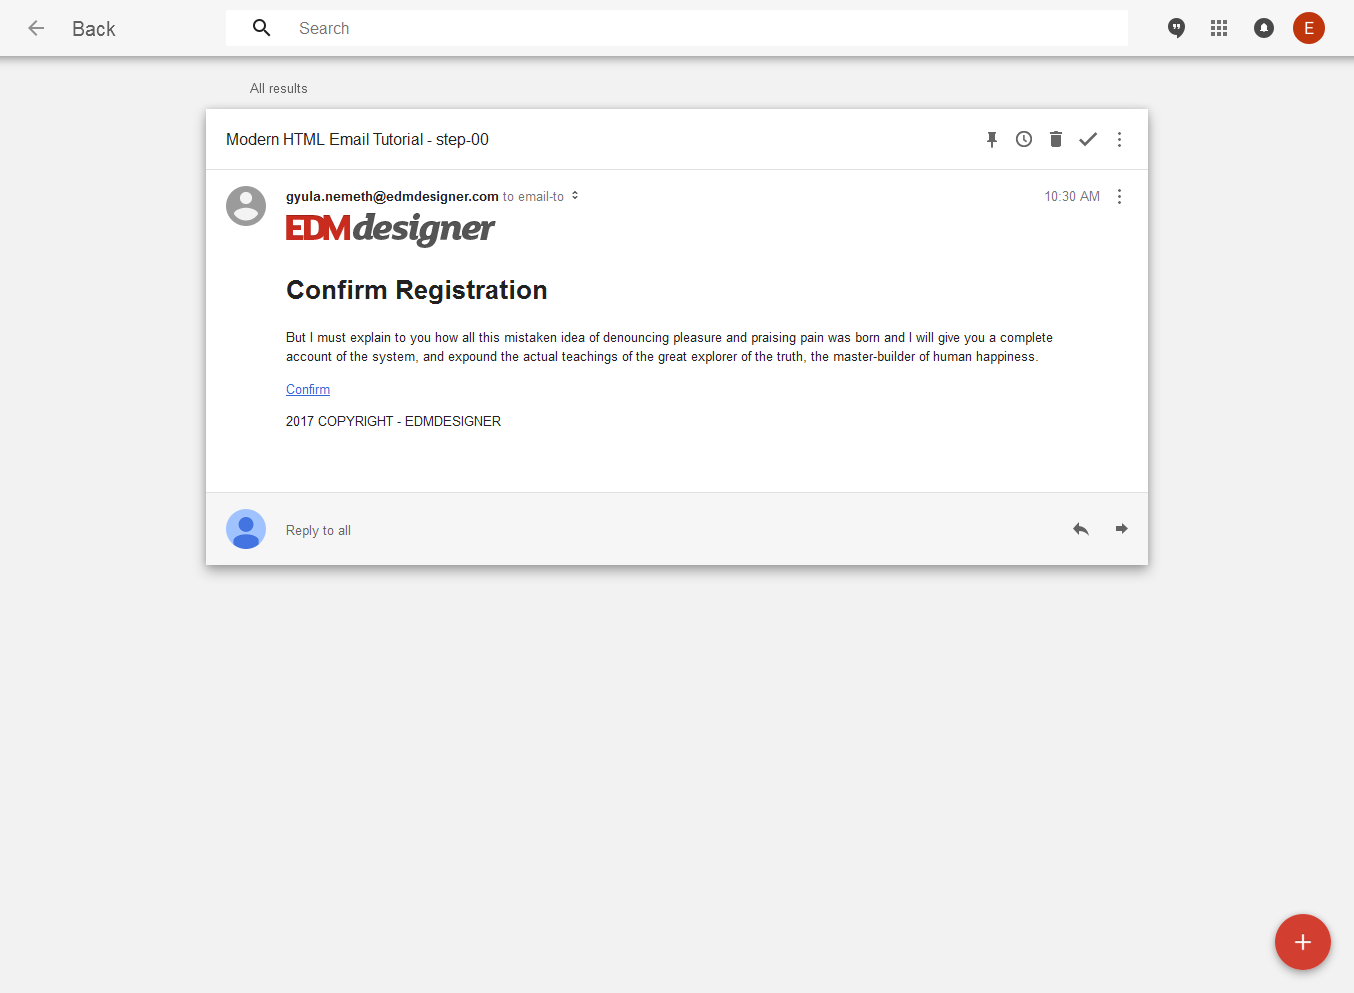 Back
Search
E
All results
Modern HTML Email Tutorial - step-00
gyula.nemeth@edmdesigner.com to email-to
10:30 AM
EDMdesigner
Confirm Registration
But I must explain to you how all this mistaken idea of denouncing pleasure and praising pain was born and I will give you a complete
account of the system, and expound the actual teachings of the great explorer of the truth, the master-builder of human happiness.
Confirm
2017 COPYRIGHT - EDMDESIGNER
Reply to all